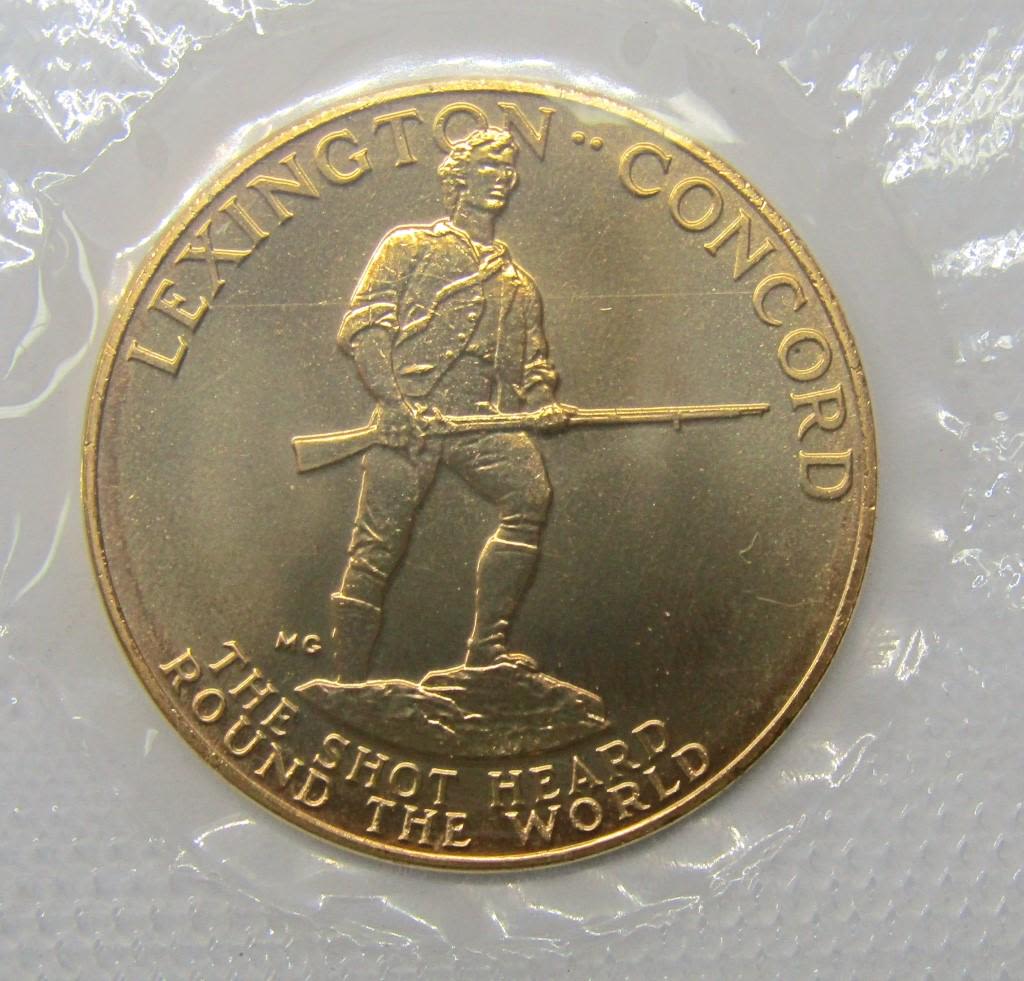 LEXINGTON··CONCORD
MG
THE SHOT HEARD
ROUND THE WORLD